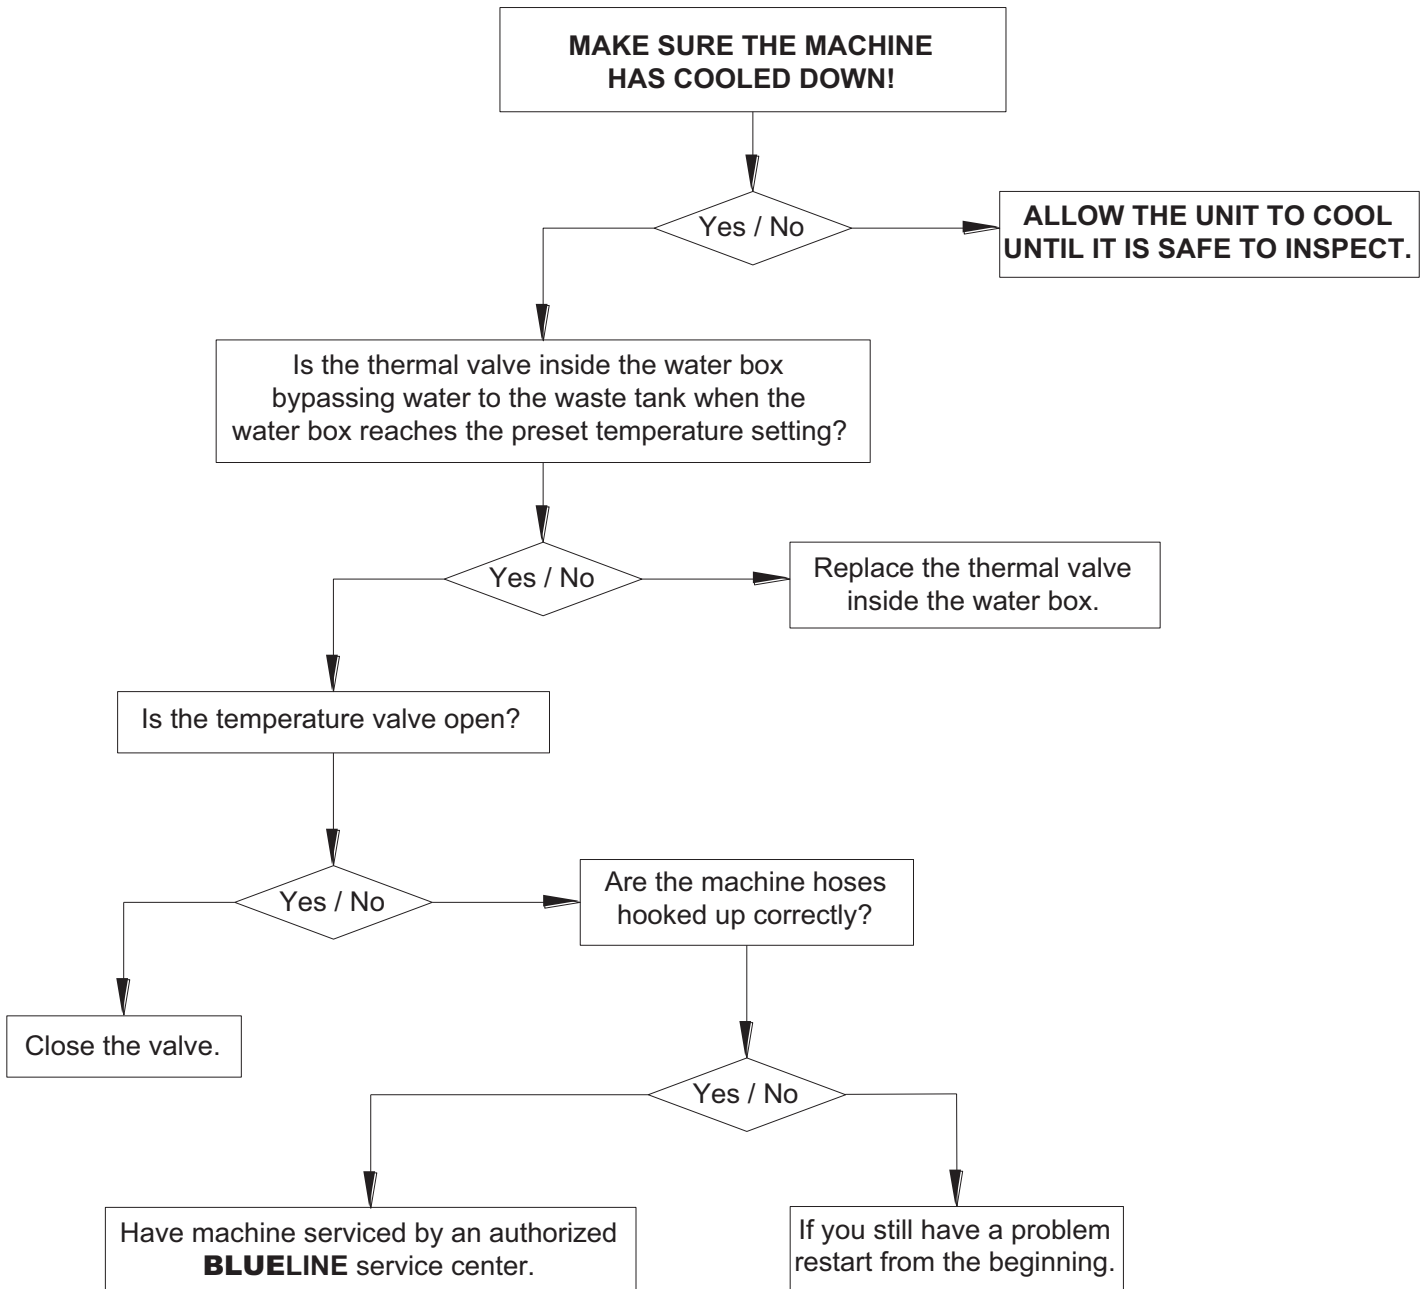 MAKE SURE THE MACHINE
HAS COOLED DOWN!
Yes / No
ALLOW THE UNIT TO COOL
UNTIL IT IS SAFE TO INSPECT.
Is the thermal valve inside the water box
bypassing water to the waste tank when the
water box reaches the preset temperature setting?
Yes / No
Replace the thermal valve
inside the water box.
Is the temperature valve open?
Yes / No
Are the machine hoses
hooked up correctly?
Close the valve.
Yes / No
Have machine serviced by an authorized
BLUELINE service center.
If you still have a problem
restart from the beginning.